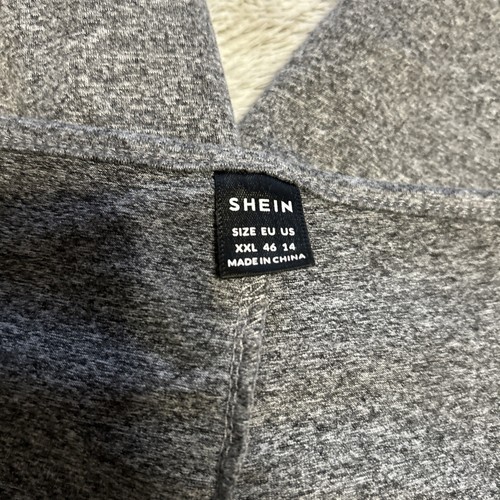 SHEIN
SIZE EU US
XXL 46 14
MADE IN CHINA